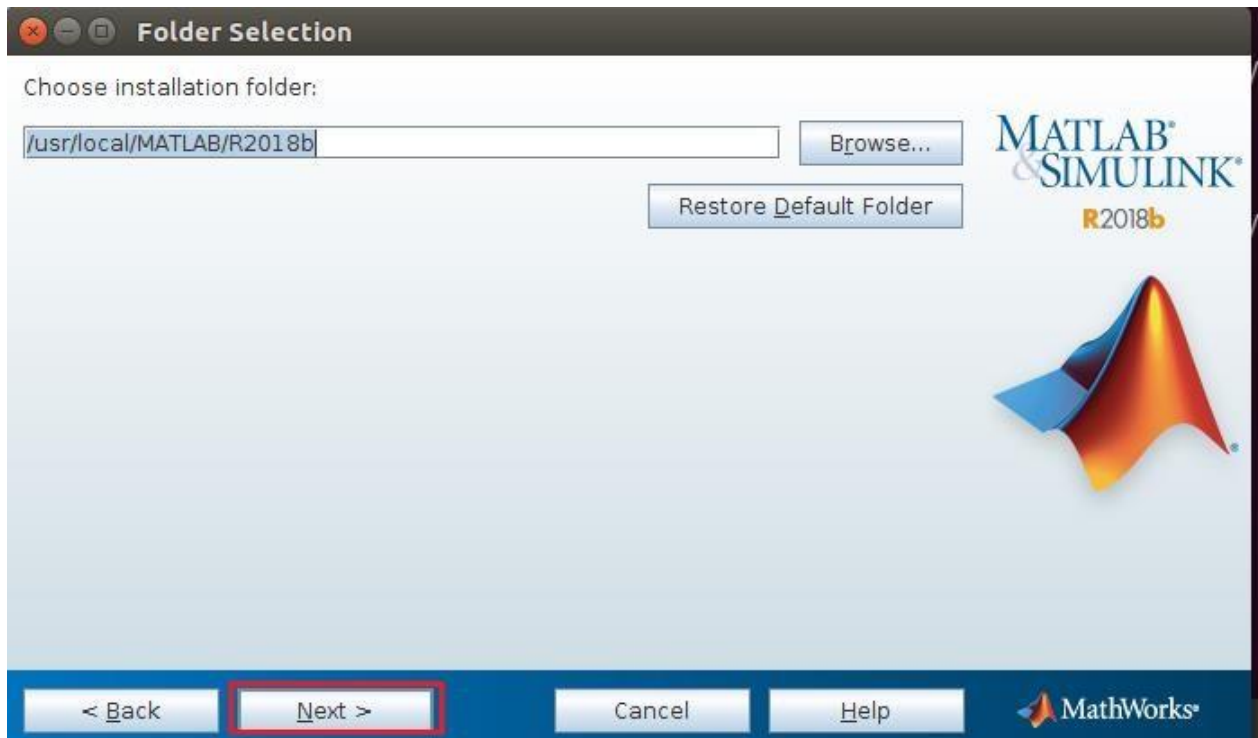 Folder Selection
Choose installation folder:
/usr/local/MATLAB/R2018b
Browse...
Restore Default Folder
MATLAB®
&SIMULINK®
R2018b
< Back
Next >
Cancel
Help
MathWorks®